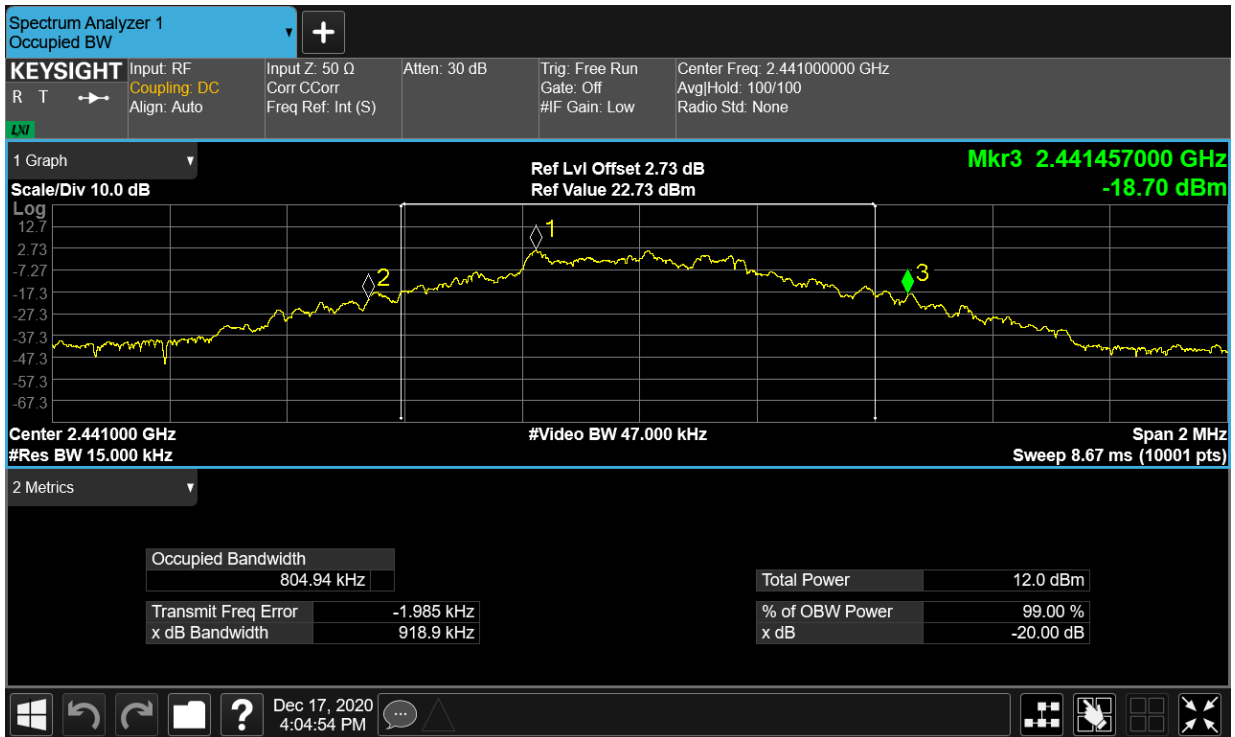 Spectrum Analyzer 1
Occupied BW
KEYSIGHT
R T
LXI
Input: RF
Coupling: DC
Align: Auto
Input Z: 50 Ω
Corr CCorr
Freq Ref: Int (S)
Atten: 30 dB
Trig: Free Run
Gate: Off
#IF Gain: Low
Center Freq: 2.441000000 GHz
Avg|Hold: 100/100
Radio Std: None
1 Graph
Scale/Div 10.0 dB
Ref Lvl Offset 2.73 dB
Ref Value 22.73 dBm
Mkr3 2.441457000 GHz
-18.70 dBm
Log
12.7
2.73
-7.27
-17.3
-27.3
-37.3
-47.3
-57.3
-67.3
1
2
3
Center 2.441000 GHz
#Video BW 47.000 kHz
Span 2 MHz
#Res BW 15.000 kHz
Sweep 8.67 ms (10001 pts)
2 Metrics
Occupied Bandwidth
804.94 kHz
Total Power 12.0 dBm
Transmit Freq Error -1.985 kHz
% of OBW Power 99.00 %
x dB Bandwidth 918.9 kHz
x dB -20.00 dB
?
Dec 17, 2020
4:04:54 PM